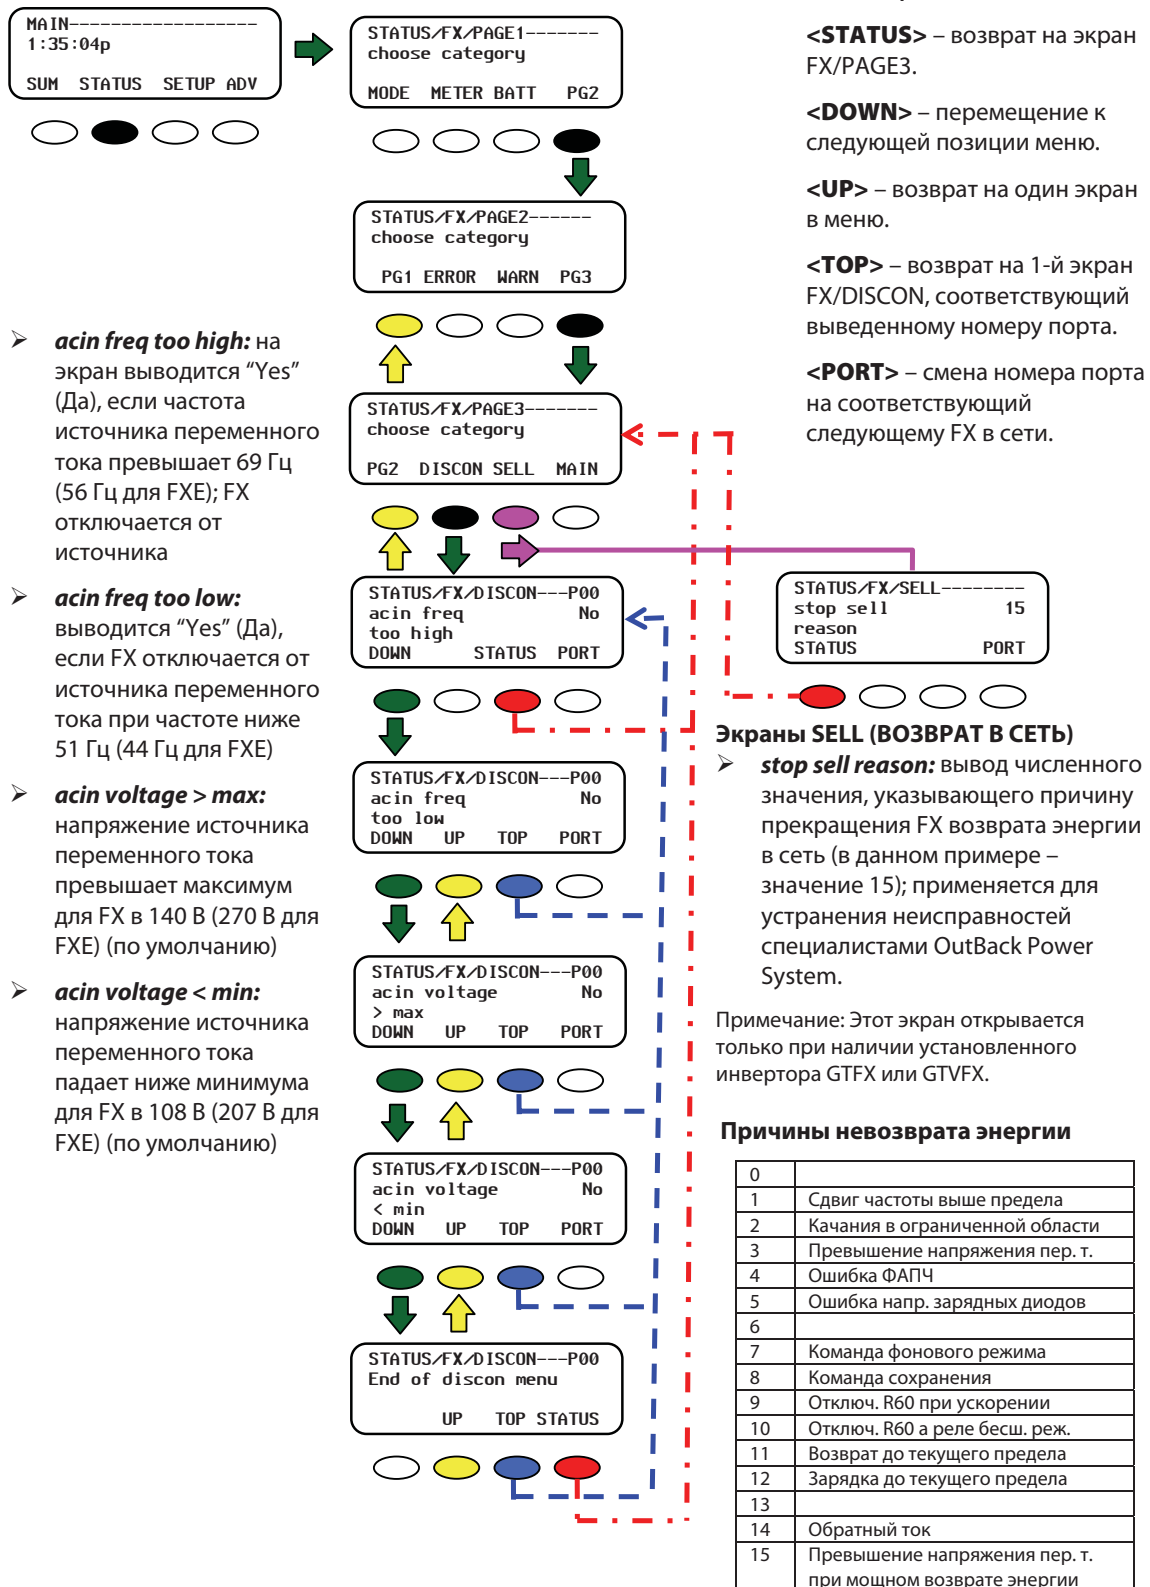 MAIN-------------------
1:35:04p
SUM STATUS SETUP ADV
STATUS/FX/PAGE1-------
choose category
MODE METER BATT PG2
STATUS/FX/PAGE2------
choose category
PG1 ERROR WARN PG3
STATUS/FX/PAGE3-------
choose category
PG2 DISCON SELL MAIN
STATUS/FX/DISCON---P00
acin freq No
too high
DOWN STATUS PORT
STATUS/FX/DISCON---P00
acin freq No
too low
DOWN UP TOP PORT
STATUS/FX/DISCON---P00
acin voltage No
> max
DOWN UP TOP PORT
STATUS/FX/DISCON---P00
acin voltage No
< min
DOWN UP TOP PORT
STATUS/FX/DISCON---P00
End of discon menu
UP TOP STATUS
➢ acin freq too high: на
экран выводится “Yes”
(Да), если частота
источника переменного
тока превышает 69 Гц
(56 Гц для FXE); FX
отключается от
источника
➢ acin freq too low:
выводится “Yes” (Да),
если FX отключается от
источника переменного
тока при частоте ниже
51 Гц (44 Гц для FXE)
➢ acin voltage > max:
напряжение источника
переменного тока
превышает максимум
для FX в 140 В (270 В для
FXE) (по умолчанию)
➢ acin voltage < min:
напряжение источника
переменного тока
падает ниже минимума
для FX в 108 В (207 В для
FXE) (по умолчанию)
<STATUS> – возврат на экран
FX/PAGE3.
<DOWN> – перемещение к
следующей позиции меню.
<UP> – возврат на один экран
в меню.
<TOP> – возврат на 1-й экран
FX/DISCON, соответствующий
выведенному номеру порта.
<PORT> – смена номера порта
на соответствующий
следующему FX в сети.
STATUS/FX/SELL--------
stop sell 15
reason
STATUS PORT
Экраны SELL (ВОЗВРАТ В СЕТЬ)
➢ stop sell reason: вывод численного
значения, указывающего причину
прекращения FX возврата энергии
в сеть (в данном примере –
значение 15); применяется для
устранения неисправностей
специалистами OutBack Power
System.
Примечание: Этот экран открывается
только при наличии установленного
инвертора GTFX или GTVFX.
Причины невозврата энергии
0
1 Сдвиг частоты выше предела
2 Качания в ограниченной области
3 Превышение напряжения пер. т.
4 Ошибка ФАПЧ
5 Ошибка напр. зарядных диодов
6
7 Команда фонового режима
8 Команда сохранения
9 Отключ. R60 при ускорении
10 Отключ. R60 а реле бесш. реж.
11 Возврат до текущего предела
12 Зарядка до текущего предела
13
14 Обратный ток
15 Превышение напряжения пер. т.
при мощном возврате энергии